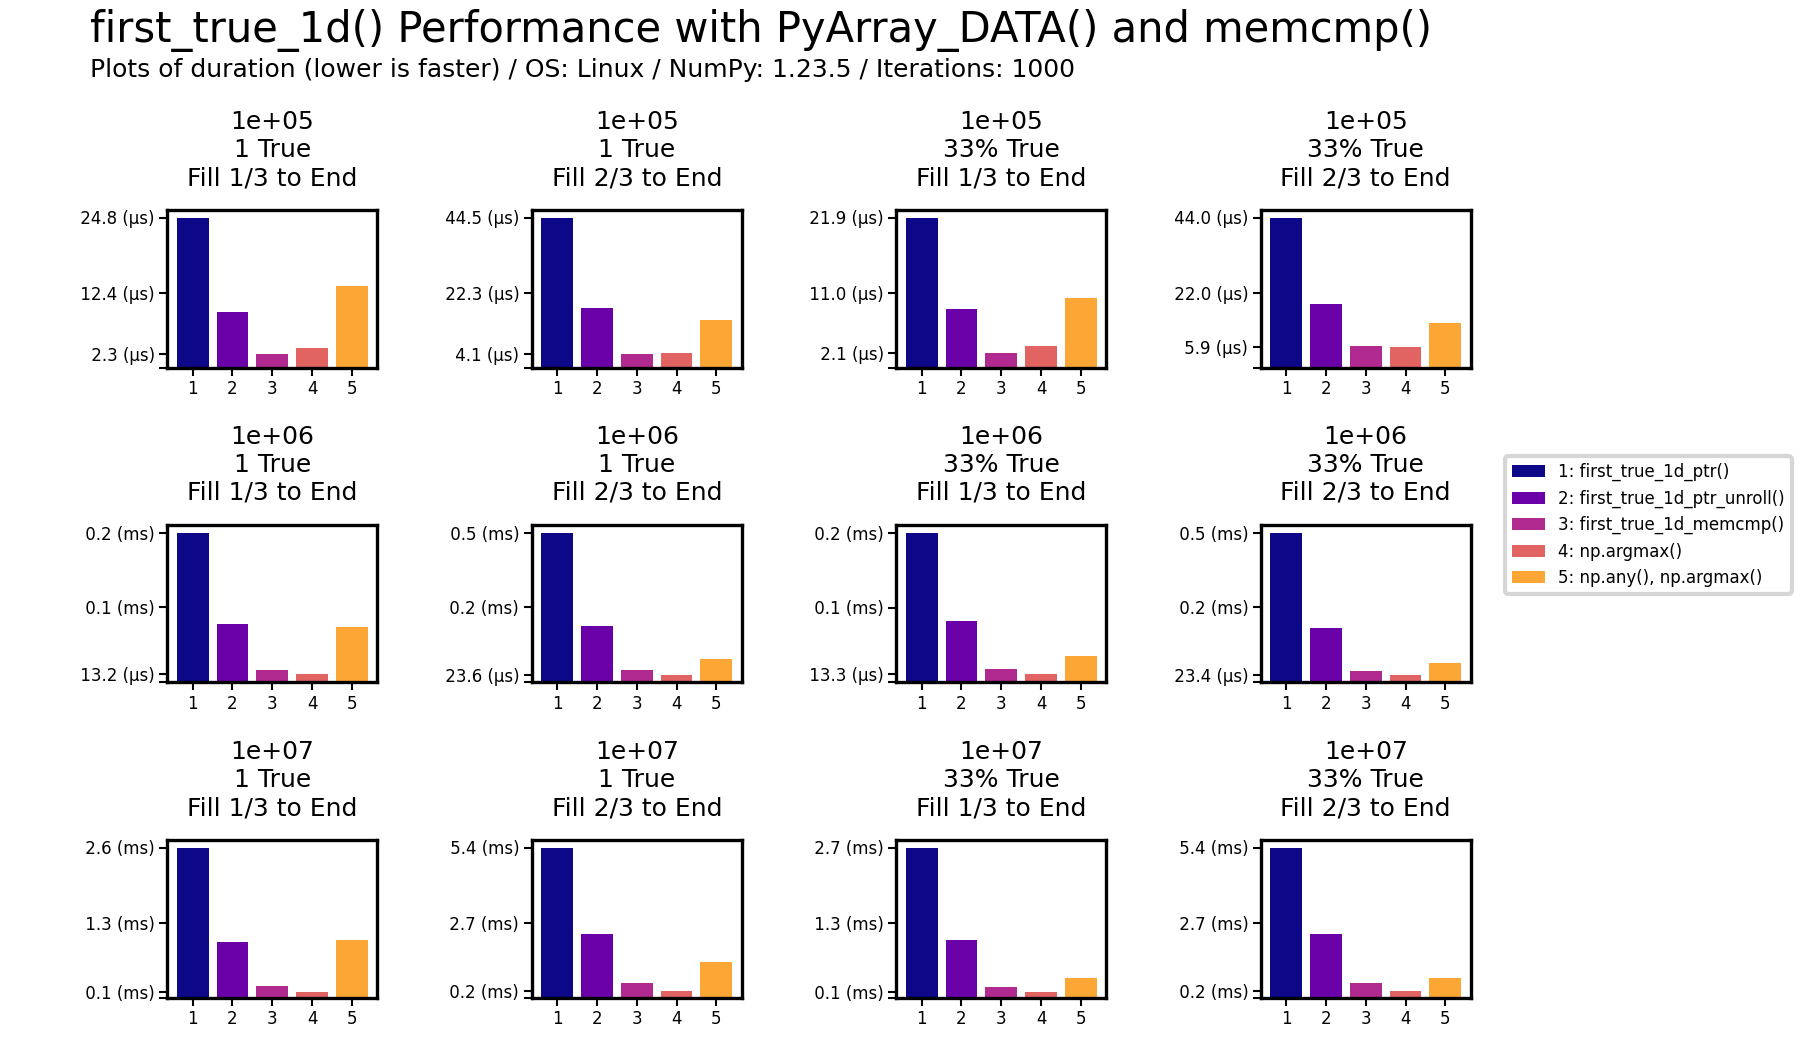 first_true_1d() Performance with PyArray_DATA() and memcmp()
Plots of duration (lower is faster) / OS: Linux / NumPy: 1.23.5 / Iterations: 1000
1e+05
1 True
Fill 1/3 to End
24.8 (µs)
12.4 (µs)
2.3 (µs)
1 2 3 4 5
1e+05
1 True
Fill 2/3 to End
44.5 (µs)
22.3 (µs)
4.1 (µs)
1 2 3 4 5
1e+05
33% True
Fill 1/3 to End
21.9 (µs)
11.0 (µs)
2.1 (µs)
1 2 3 4 5
1e+05
33% True
Fill 2/3 to End
44.0 (µs)
22.0 (µs)
5.9 (µs)
1 2 3 4 5
1e+06
1 True
Fill 1/3 to End
0.2 (ms)
0.1 (ms)
13.2 (µs)
1 2 3 4 5
1e+06
1 True
Fill 2/3 to End
0.5 (ms)
0.2 (ms)
23.6 (µs)
1 2 3 4 5
1e+06
33% True
Fill 1/3 to End
0.2 (ms)
0.1 (ms)
13.3 (µs)
1 2 3 4 5
1e+06
33% True
Fill 2/3 to End
0.5 (ms)
0.2 (ms)
23.4 (µs)
1 2 3 4 5
1: first_true_1d_ptr()
2: first_true_1d_ptr_unroll()
3: first_true_1d_memcmp()
4: np.argmax()
5: np.any(), np.argmax()
1e+07
1 True
Fill 1/3 to End
2.6 (ms)
1.3 (ms)
0.1 (ms)
1 2 3 4 5
1e+07
1 True
Fill 2/3 to End
5.4 (ms)
2.7 (ms)
0.2 (ms)
1 2 3 4 5
1e+07
33% True
Fill 1/3 to End
2.7 (ms)
1.3 (ms)
0.1 (ms)
1 2 3 4 5
1e+07
33% True
Fill 2/3 to End
5.4 (ms)
2.7 (ms)
0.2 (ms)
1 2 3 4 5